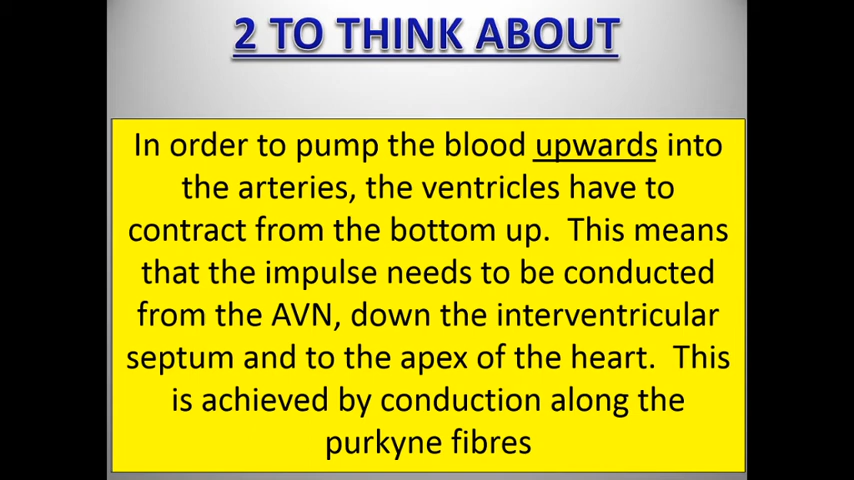 2 TO THINK ABOUT
In order to pump the blood upwards into
the arteries, the ventricles have to
contract from the bottom up.  This means
that the impulse needs to be conducted
from the AVN, down the interventricular
septum and to the apex of the heart.  This
is achieved by conduction along the
purkyne fibres